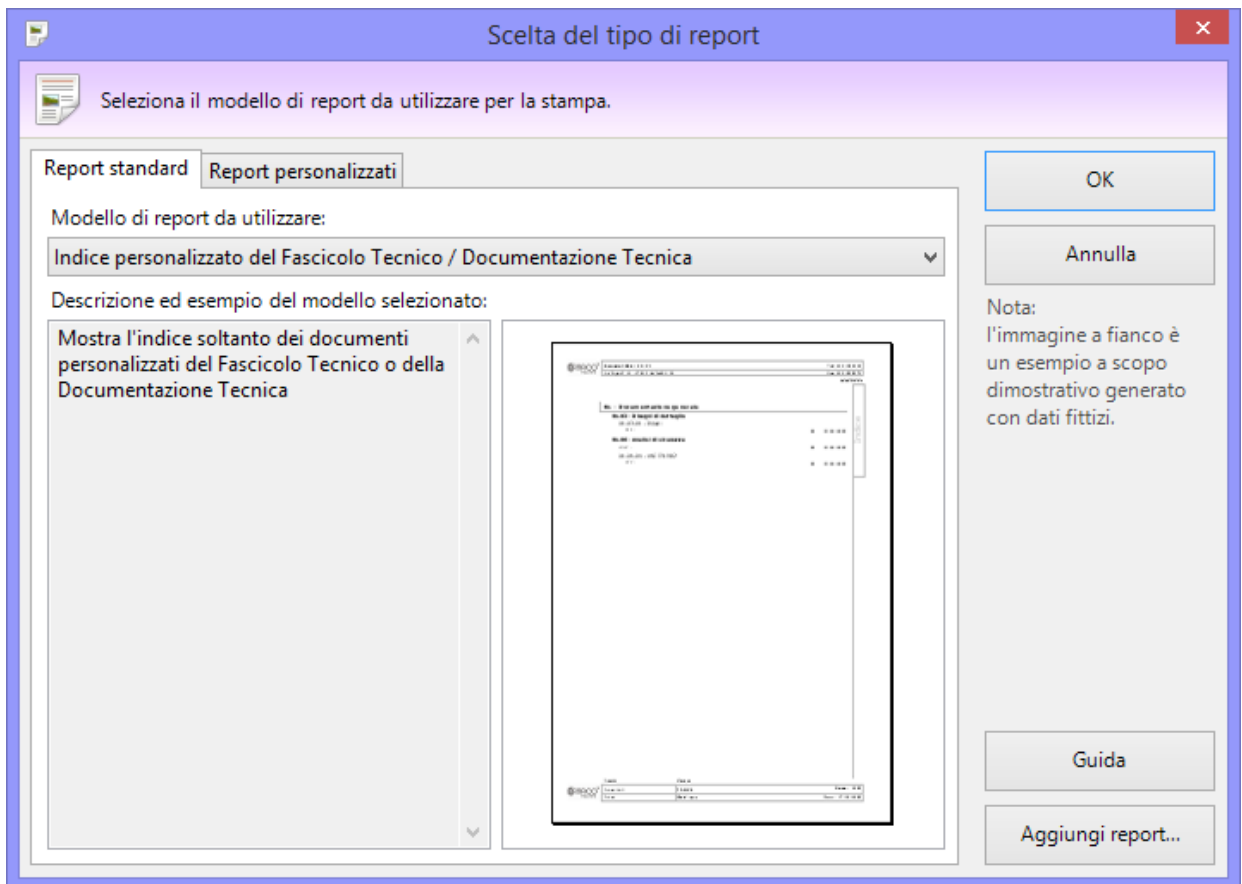 Scelta del tipo di report
Seleziona il modello di report da utilizzare per la stampa.
Report standard
Report personalizzati
Modello di report da utilizzare:
Indice personalizzato del Fascicolo Tecnico / Documentazione Tecnica
Descrizione ed esempio del modello selezionato:
Mostra l'indice soltanto dei documenti
personalizzati del Fascicolo Tecnico o della
Documentazione Tecnica
Indice
OK
Annulla
Nota:
l'immagine a fianco è
un esempio a scopo
dimostrativo generato
con dati fittizi.
Guida
Aggiungi report...